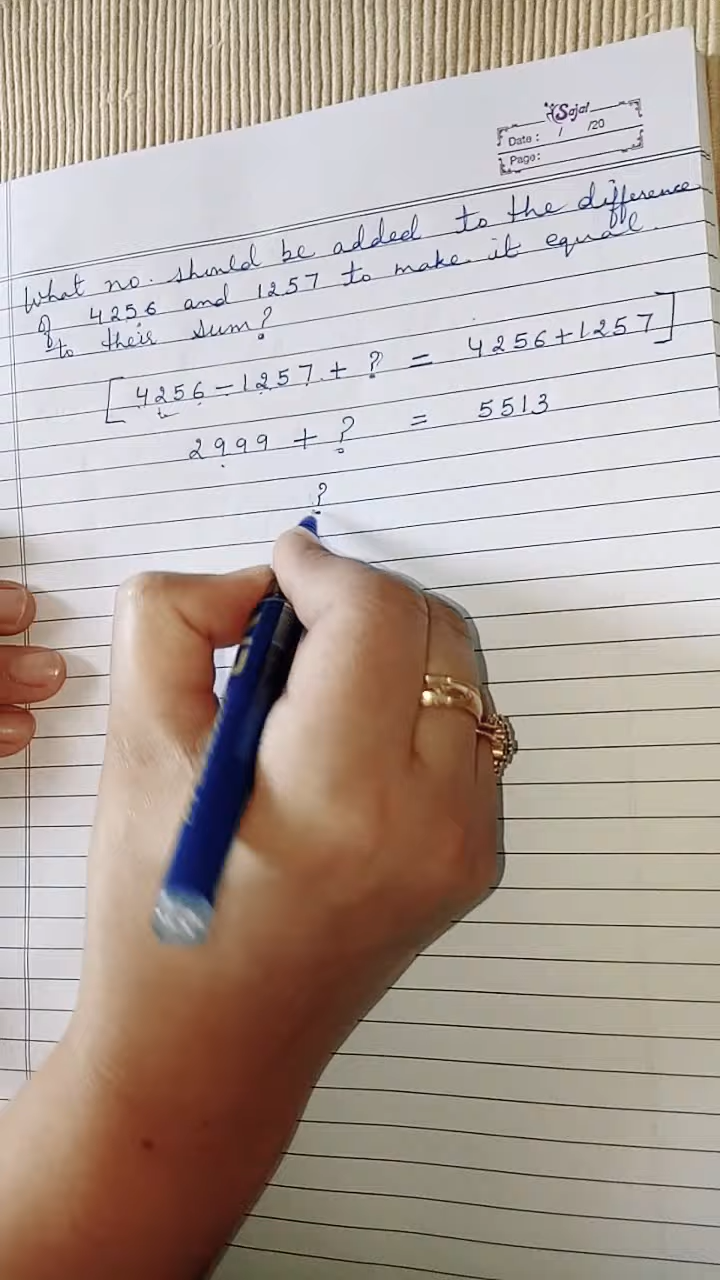 Sajal
Date : / /20
Page:
What no. should be added to the difference
of 4256 and 1257 to make it equal
to their sum?
[4256 - 1257 + ? = 4256 + 1257]
2999 + ? = 5513
?